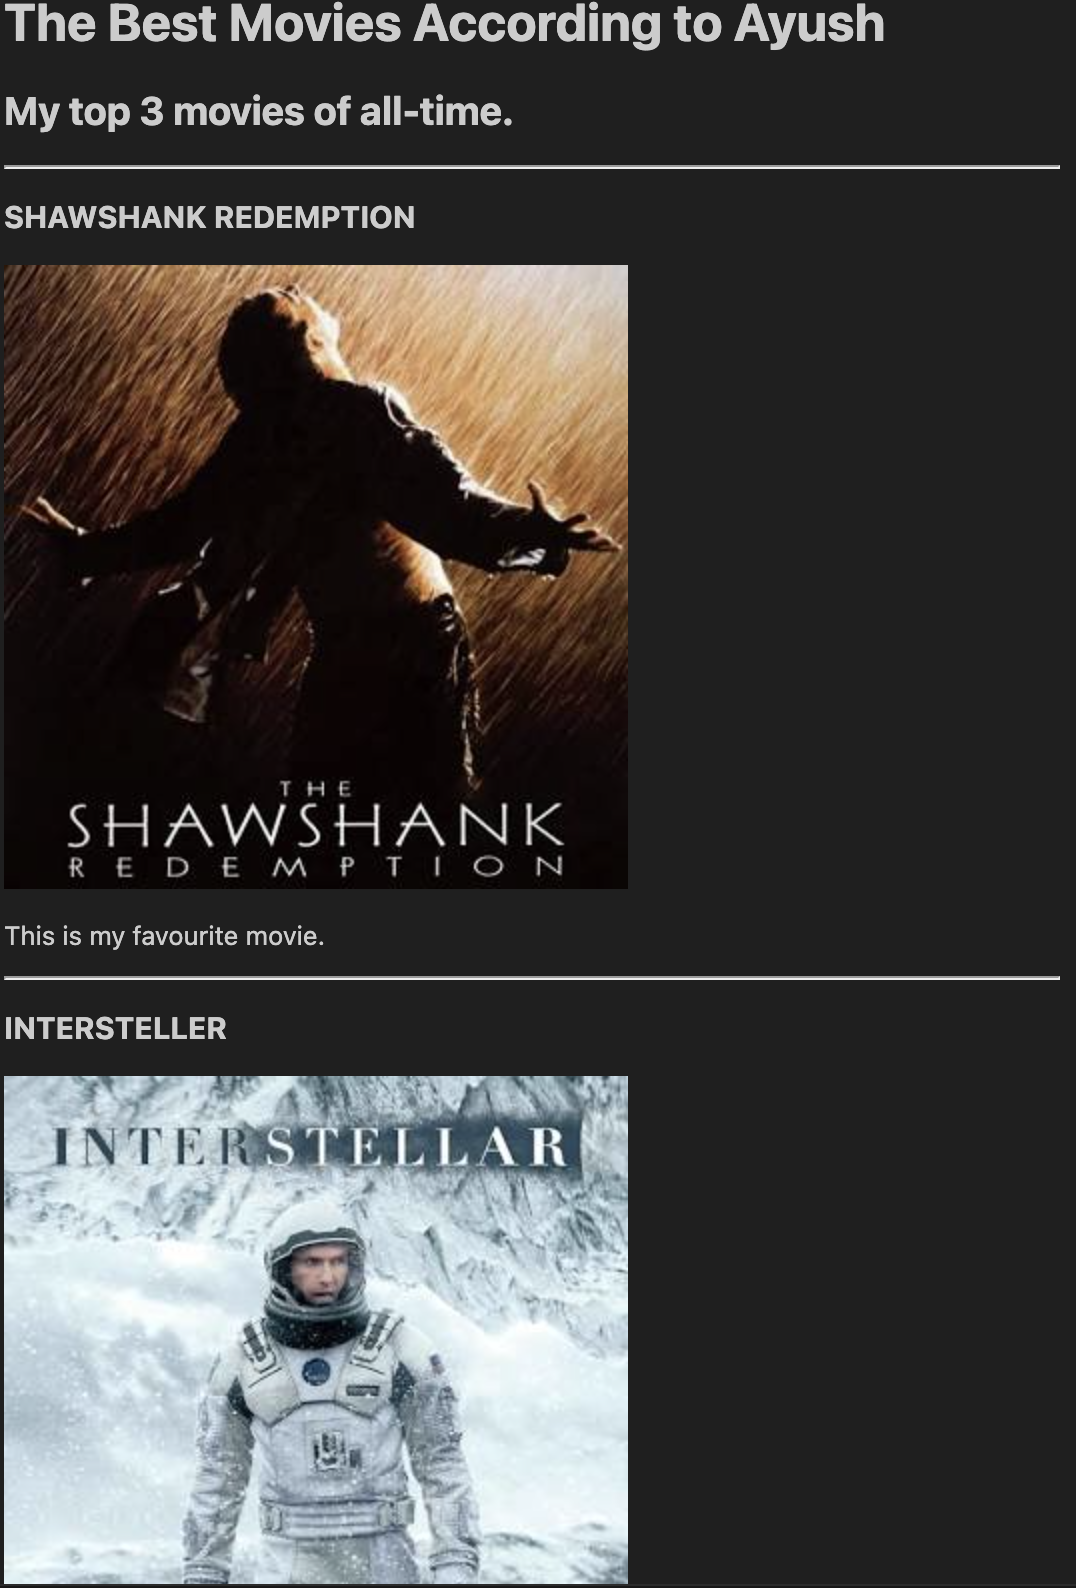 The Best Movies According to Ayush
My top 3 movies of all-time.
SHAWSHANK REDEMPTION
THE
SHAWSHANK
REDEMPTION
This is my favourite movie.
INTERSTELLER
INTERSTELLAR